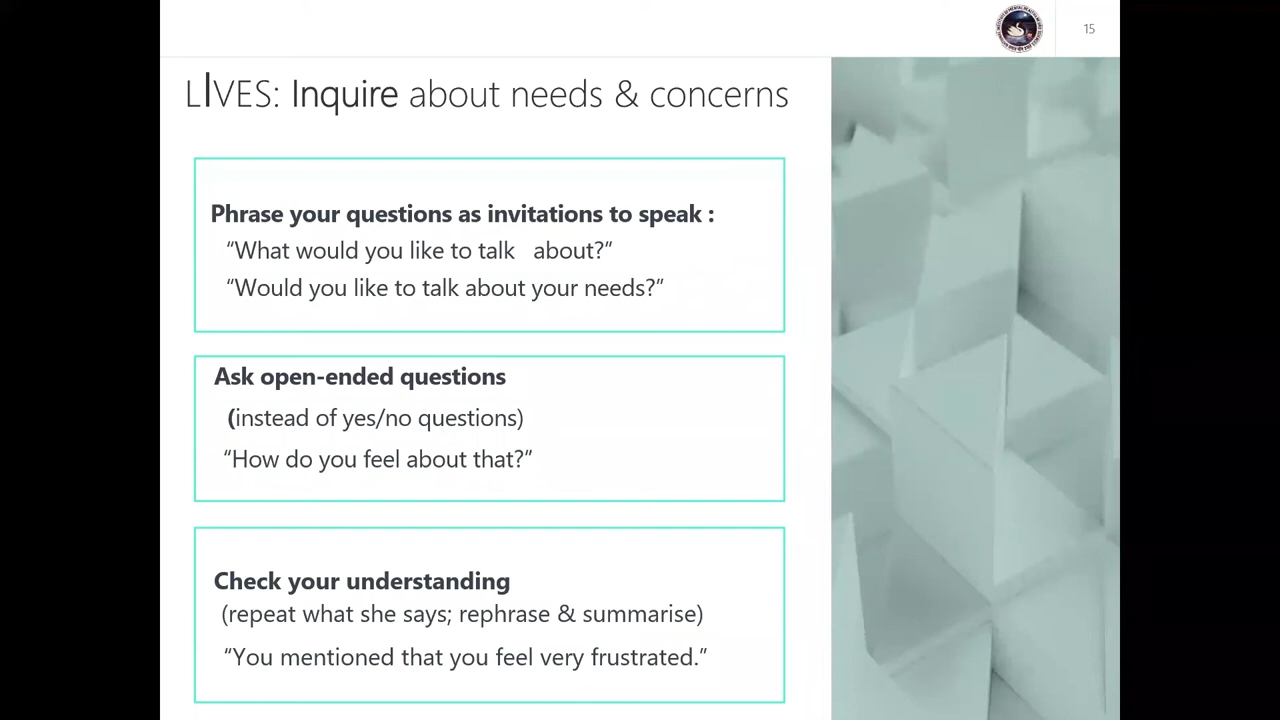 15
LIVES: Inquire about needs & concerns
Phrase your questions as invitations to speak :
“What would you like to talk   about?”
“Would you like to talk about your needs?”
Ask open-ended questions
(instead of yes/no questions)
“How do you feel about that?”
Check your understanding
(repeat what she says; rephrase & summarise)
“You mentioned that you feel very frustrated.”